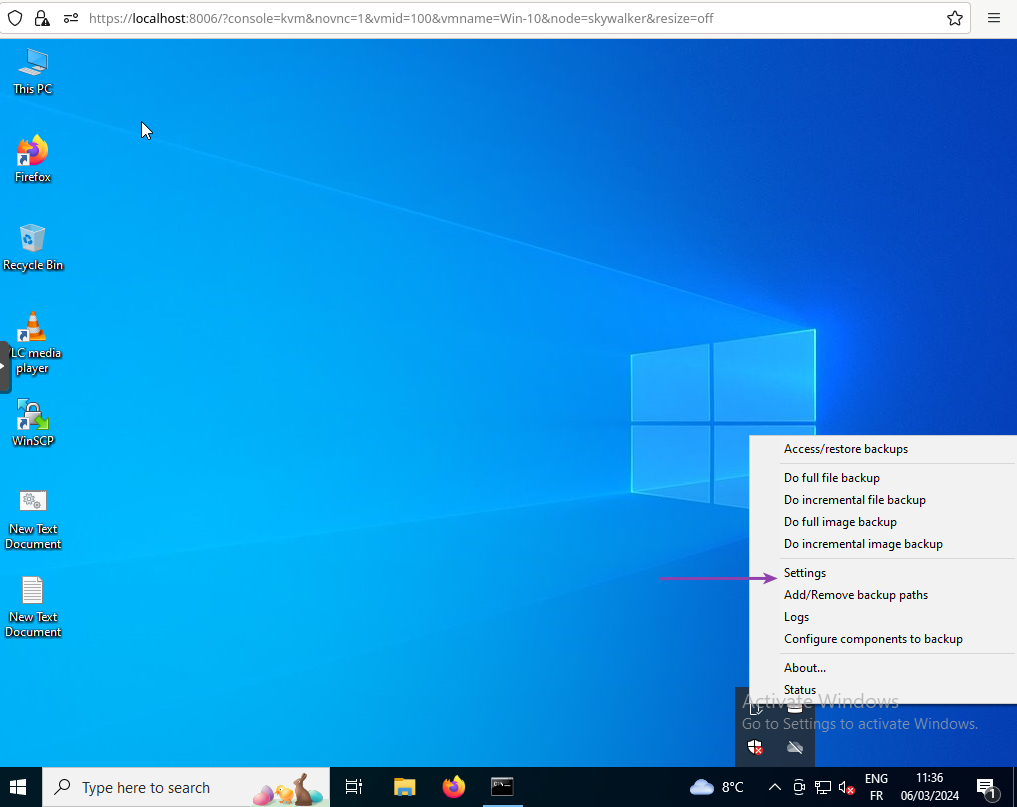 https://localhost:8006/?console=kvm&novnc=1&vmid=100&vmname=Win-10&node=skywalker&resize=off
This PC
Firefox
Recycle Bin
VLC media
player
WinSCP
New Text
Document
New Text
Document
Access/restore backups
Do full file backup
Do incremental file backup
Do full image backup
Do incremental image backup
Settings
Add/Remove backup paths
Logs
Configure components to backup
About...
Status
Activate Windows
Go to Settings to activate Windows.
Type here to search
8°C
ENG
FR
11:36
06/03/2024
1